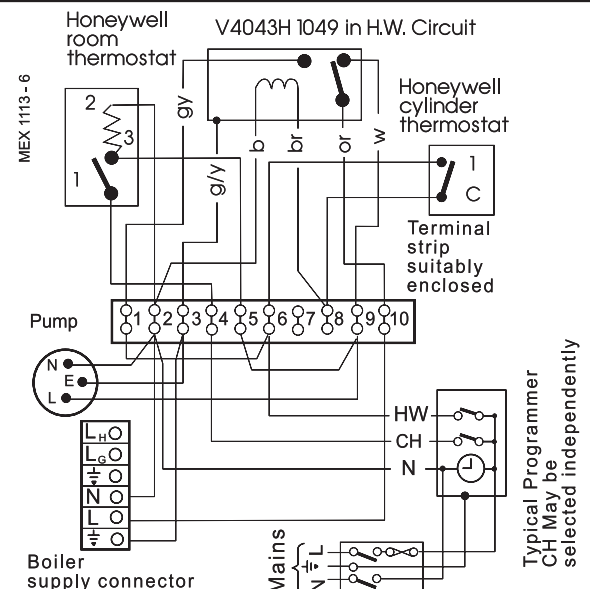 Honeywell
room
thermostat
V4043H 1049 in H.W. Circuit
MEX 1113 - 6
Honeywell
cylinder
thermostat
2
3
1
gy
g/y
b
br
or
w
1
C
Terminal
strip
suitably
enclosed
1 2 3 4 5 6 7 8 9 10
Pump
N
E
L
HW
CH
N
LH
LG
N
L
Boiler
supply connector
Typical Programmer
CH May be
selected independently
Mains
L
N